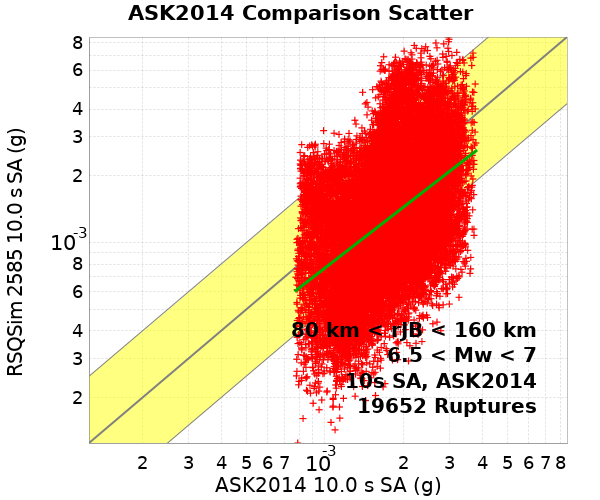 ASK2014 Comparison Scatter
RSQSim 2585 10.0 s SA (g)
8
6
4
3
2
10-3
8
6
4
3
2
80 km < rJB < 160 km
6.5 < Mw < 7
10s SA, ASK2014
19652 Ruptures
2 3 4 5 6 7 10-3 2 3 4 5 6 7 8
ASK2014 10.0 s SA (g)